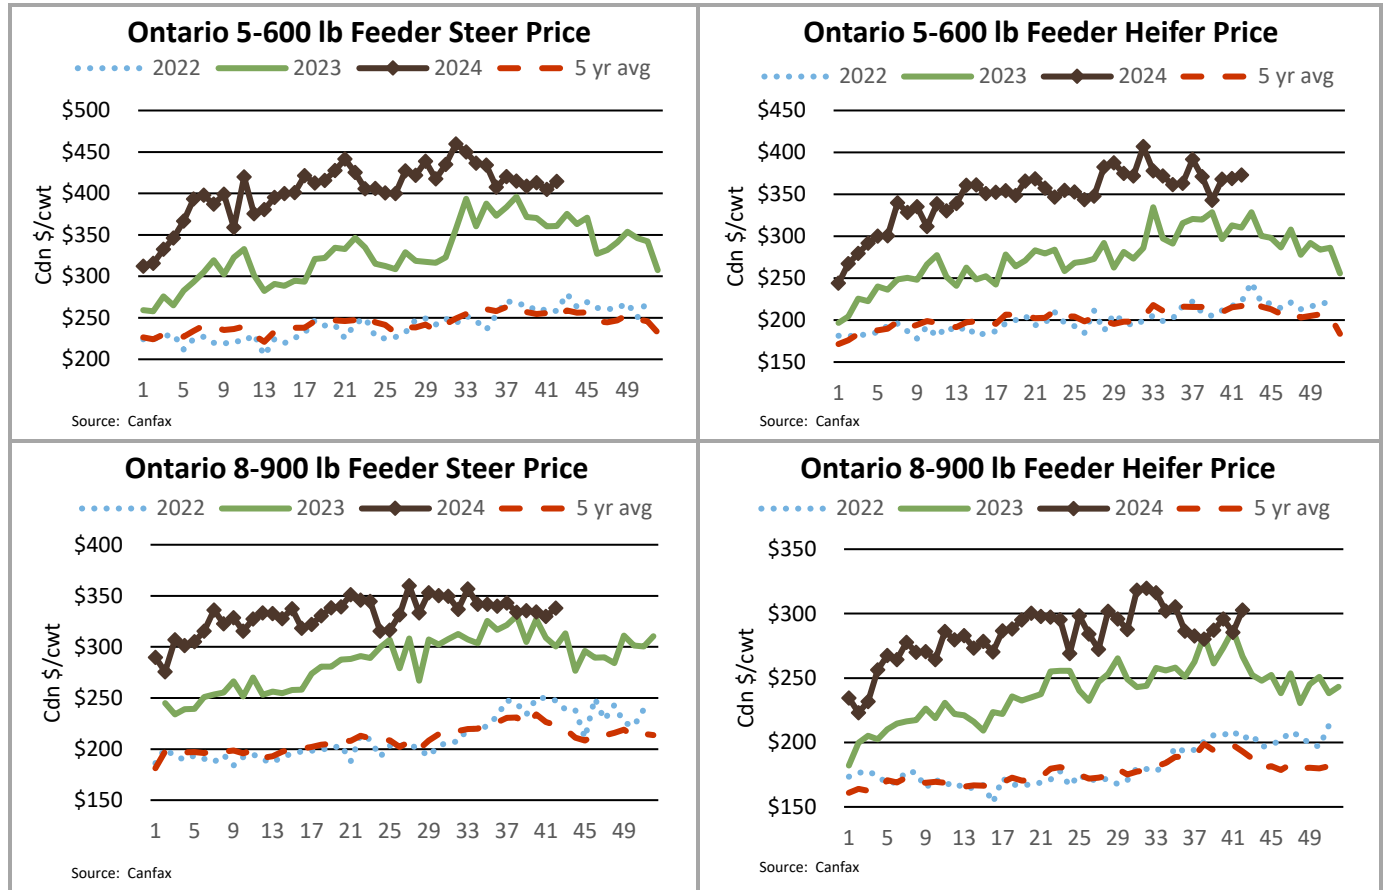 Ontario 5-600 lb Feeder Steer Price
2022 2023 2024 5 yr avg
$500
$450
$400
$350
$300
$250
$200
Cdn $/cwt
1 5 9 13 17 21 25 29 33 37 41 45 49
Source: Canfax
Ontario 5-600 lb Feeder Heifer Price
2022 2023 2024 5 yr avg
$450
$400
$350
$300
$250
$200
$150
Cdn $/cwt
1 5 9 13 17 21 25 29 33 37 41 45 49
Source: Canfax
Ontario 8-900 lb Feeder Steer Price
2022 2023 2024 5 yr avg
$400
$350
$300
$250
$200
$150
Cdn $/cwt
1 5 9 13 17 21 25 29 33 37 41 45 49
Source: Canfax
Ontario 8-900 lb Feeder Heifer Price
2022 2023 2024 5 yr avg
$350
$300
$250
$200
$150
Cdn $/cwt
1 5 9 13 17 21 25 29 33 37 41 45 49
Source: Canfax